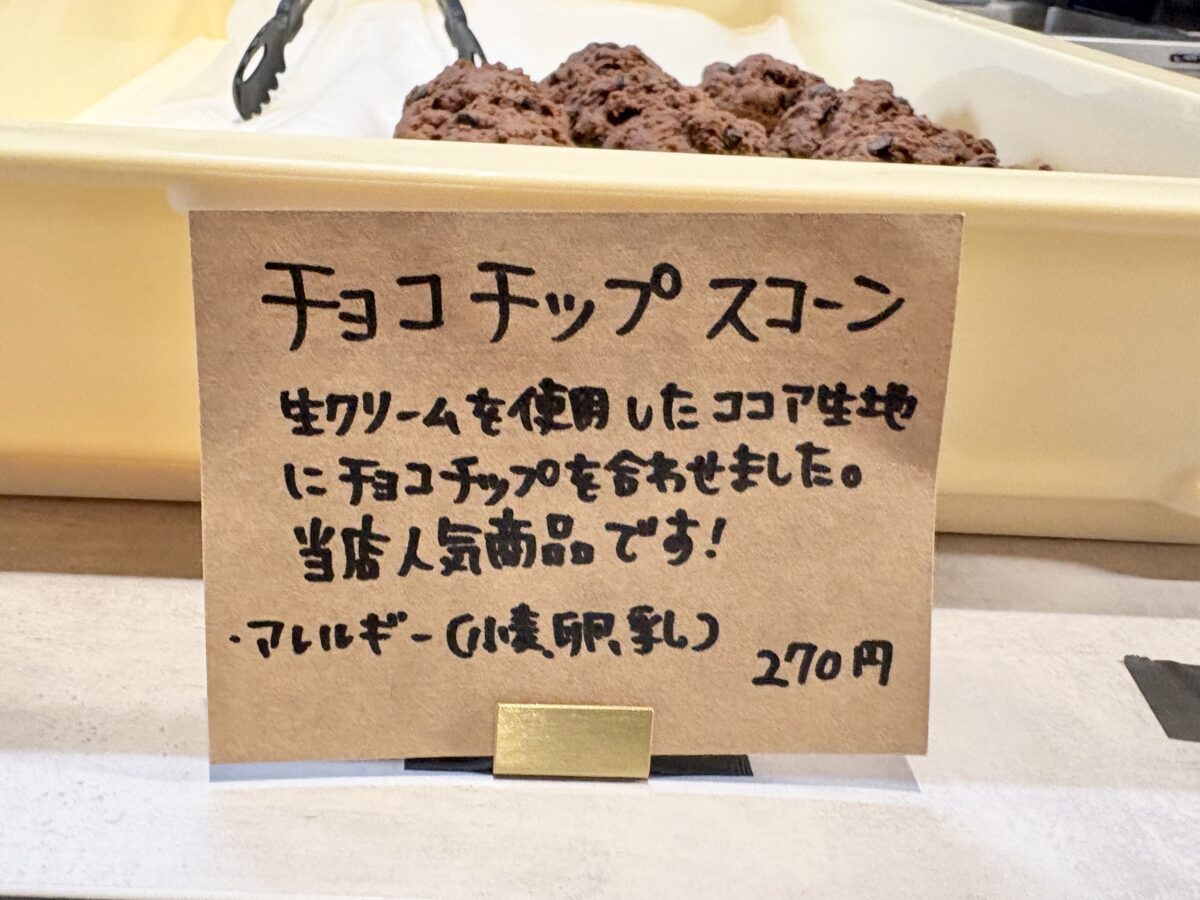 チョコチップスコーン
生クリームを使用したココア生地
にチョコチップを合わせました。
当店人気商品です!
・アレルギー(小麦、卵、乳)
270円